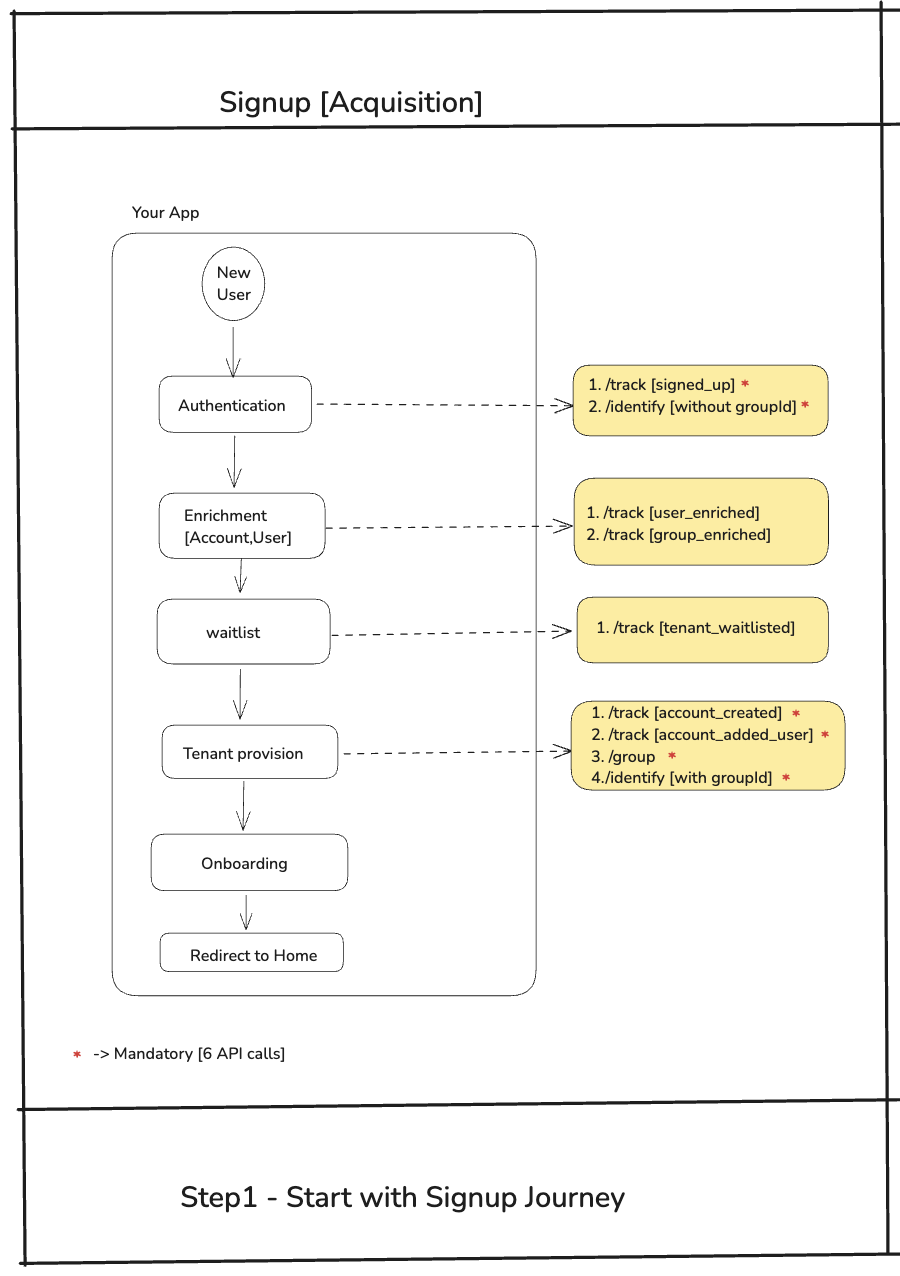 Signup [Acquisition]
Your App
New
User
Authentication
1. /track [signed_up] *
2. /identify [without groupId] *
Enrichment
[Account,User]
1. /track [user_enriched]
2. /track [group_enriched]
waitlist
1. /track [tenant_waitlisted]
Tenant provision
1. /track [account_created] *
2. /track [account_added_user] *
3. /group *
4./identify [with groupId] *
Onboarding
Redirect to Home
* -> Mandatory [6 API calls]
Step1 - Start with Signup Journey